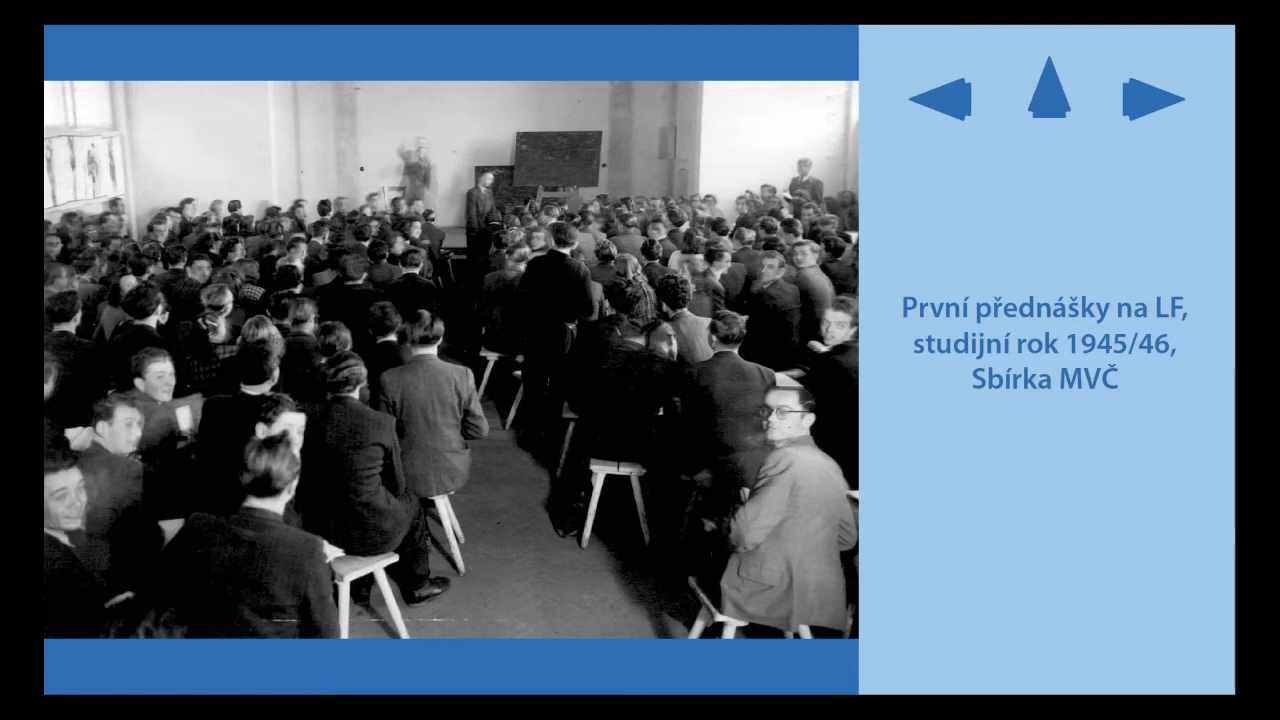 První přednášky na LF,
studijní rok 1945/46,
Sbírka MVČ